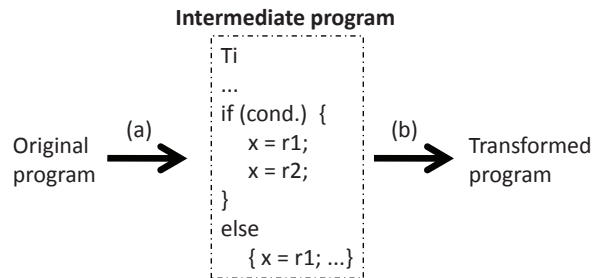 Intermediate program
Ti
...
if (cond.) {
x = r1;
x = r2;
}
else
{ x = r1; ...}
Original
program
(a)
(b)
Transformed
program